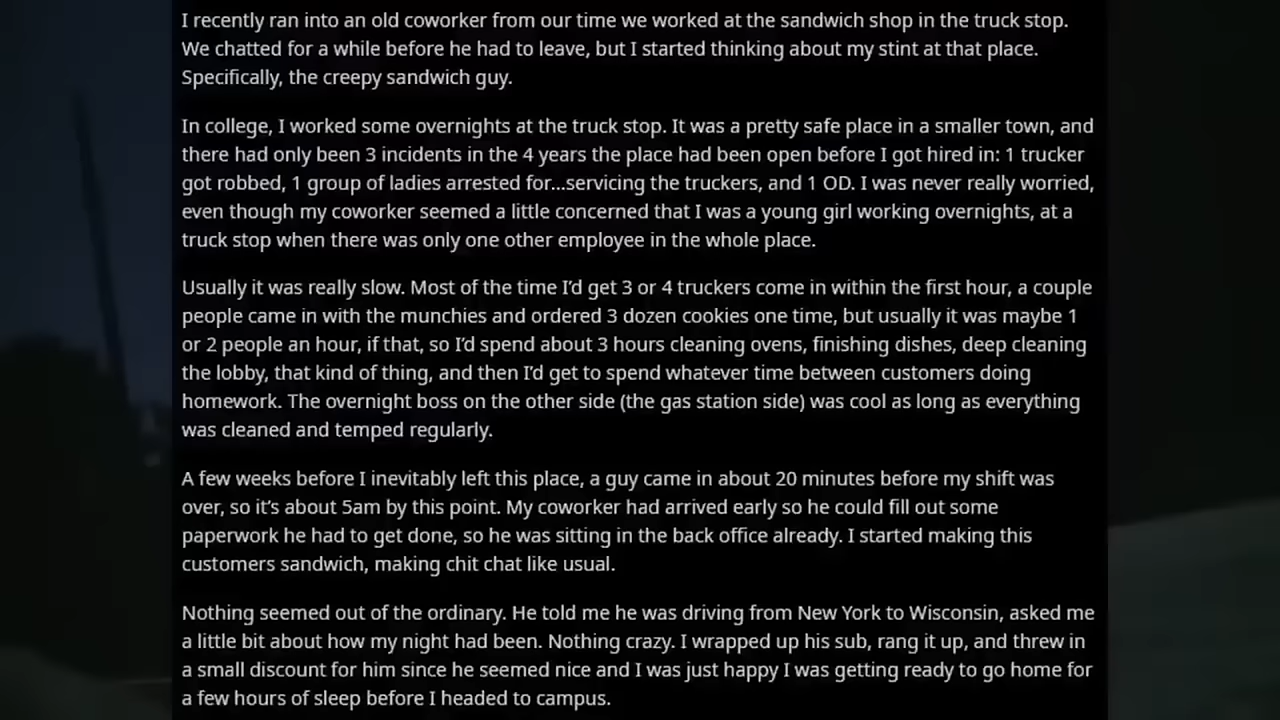 I recently ran into an old coworker from our time we worked at the sandwich shop in the truck stop.
We chatted for a while before he had to leave, but I started thinking about my stint at that place.
Specifically, the creepy sandwich guy.
In college, I worked some overnights at the truck stop. It was a pretty safe place in a smaller town, and
there had only been 3 incidents in the 4 years the place had been open before I got hired in: 1 trucker
got robbed, 1 group of ladies arrested for...servicing the truckers, and 1 OD. I was never really worried,
even though my coworker seemed a little concerned that I was a young girl working overnights, at a
truck stop when there was only one other employee in the whole place.
Usually it was really slow. Most of the time I’d get 3 or 4 truckers come in within the first hour, a couple
people came in with the munchies and ordered 3 dozen cookies one time, but usually it was maybe 1
or 2 people an hour, if that, so I’d spend about 3 hours cleaning ovens, finishing dishes, deep cleaning
the lobby, that kind of thing, and then I’d get to spend whatever time between customers doing
homework. The overnight boss on the other side (the gas station side) was cool as long as everything
was cleaned and temped regularly.
A few weeks before I inevitably left this place, a guy came in about 20 minutes before my shift was
over, so it’s about 5am by this point. My coworker had arrived early so he could fill out some
paperwork he had to get done, so he was sitting in the back office already. I started making this
customers sandwich, making chit chat like usual.
Nothing seemed out of the ordinary. He told me he was driving from New York to Wisconsin, asked me
a little bit about how my night had been. Nothing crazy. I wrapped up his sub, rang it up, and threw in
a small discount for him since he seemed nice and I was just happy I was getting ready to go home for
a few hours of sleep before I headed to campus.